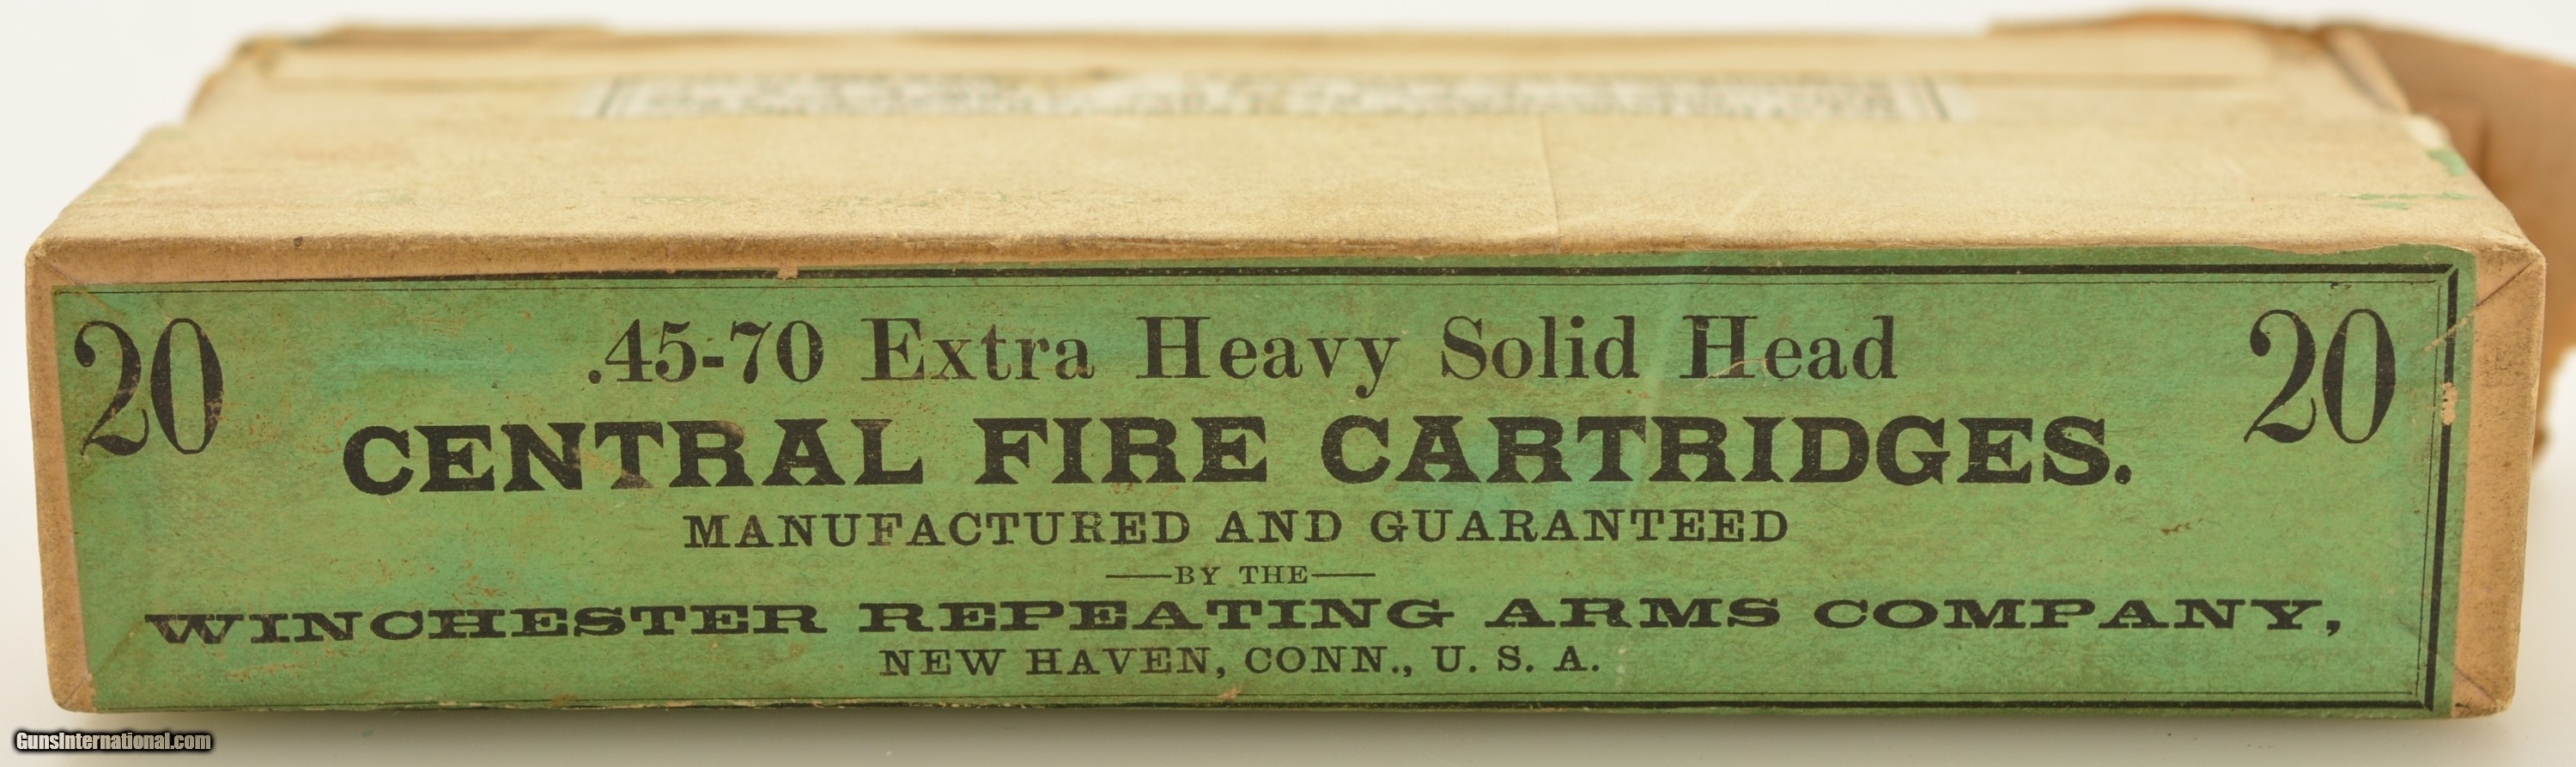 20 .45-70 Extra Heavy Solid Head 20
CENTRAL FIRE CARTRIDGES.
MANUFACTURED AND GUARANTEED
—BY THE—
WINCHESTER REPEATING ARMS COMPANY,
NEW HAVEN, CONN., U. S. A.
GunsInternational.com